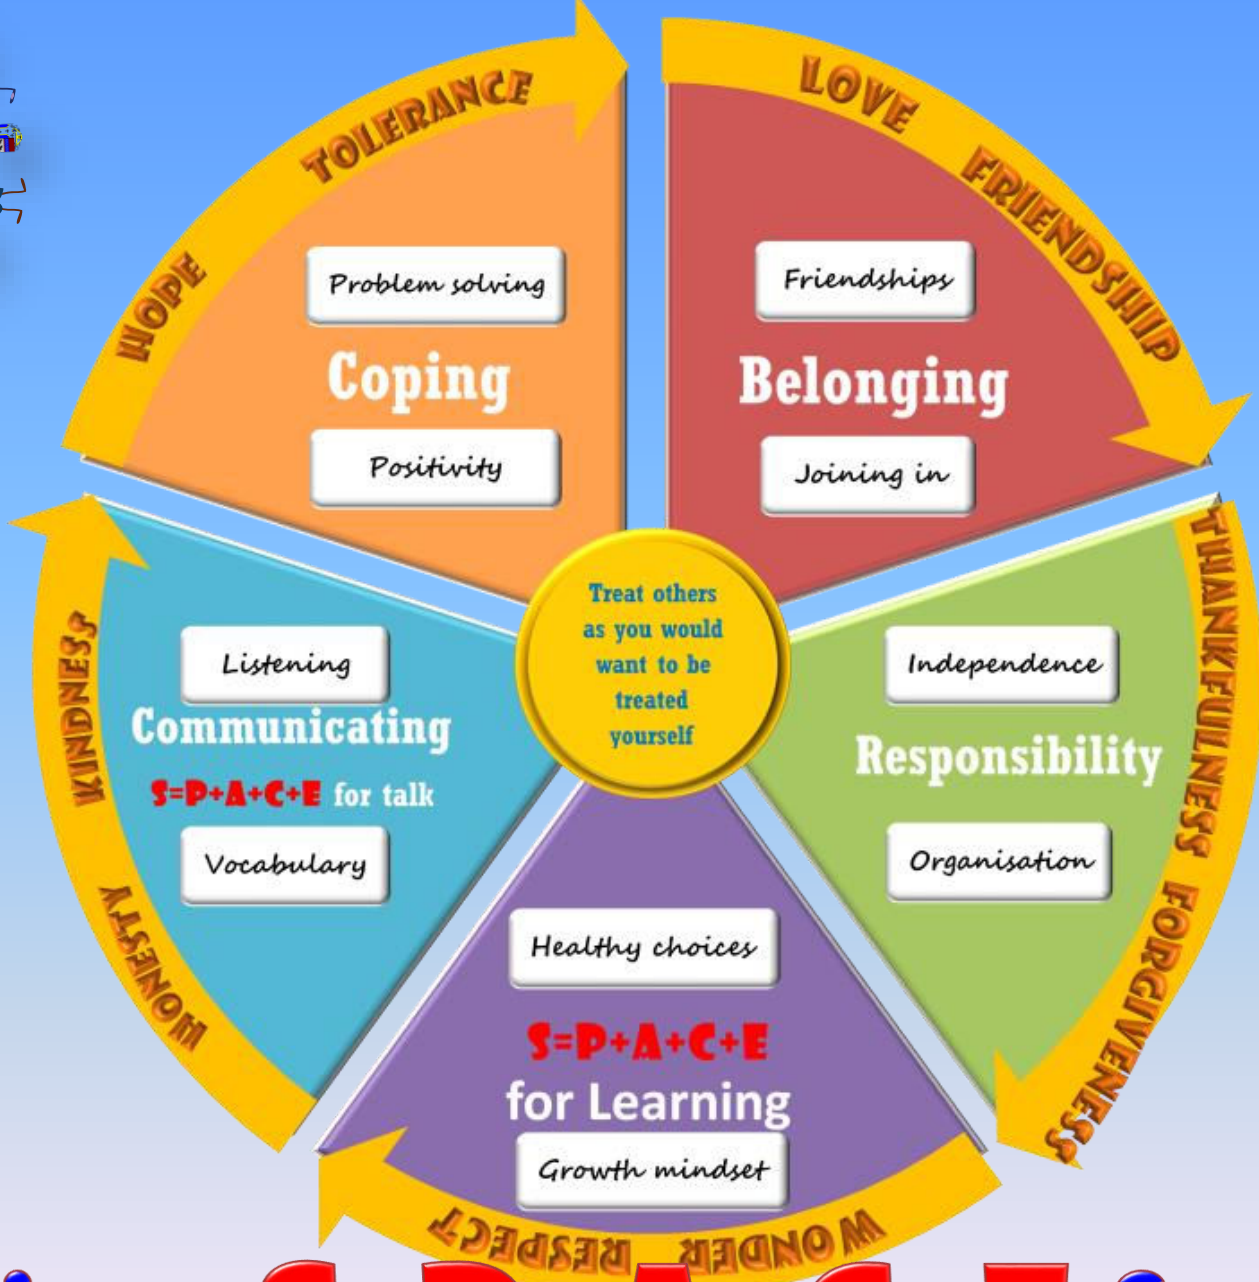 HOPE
TOLERANCE
LOVE
FRIENDSHIP
Problem solving
Coping
Positivity
Friendships
Belonging
Joining in
Treat others
as you would
want to be
treated
yourself
KINDNESS
HONESTY
Listening
Communicating
S=P+A+C+E for talk
Vocabulary
THANKFULNESS
FORGIVENESS
Independence
Responsibility
Organisation
Healthy choices
S=P+A+C+E
for Learning
Growth mindset
WONDER
RESPECT